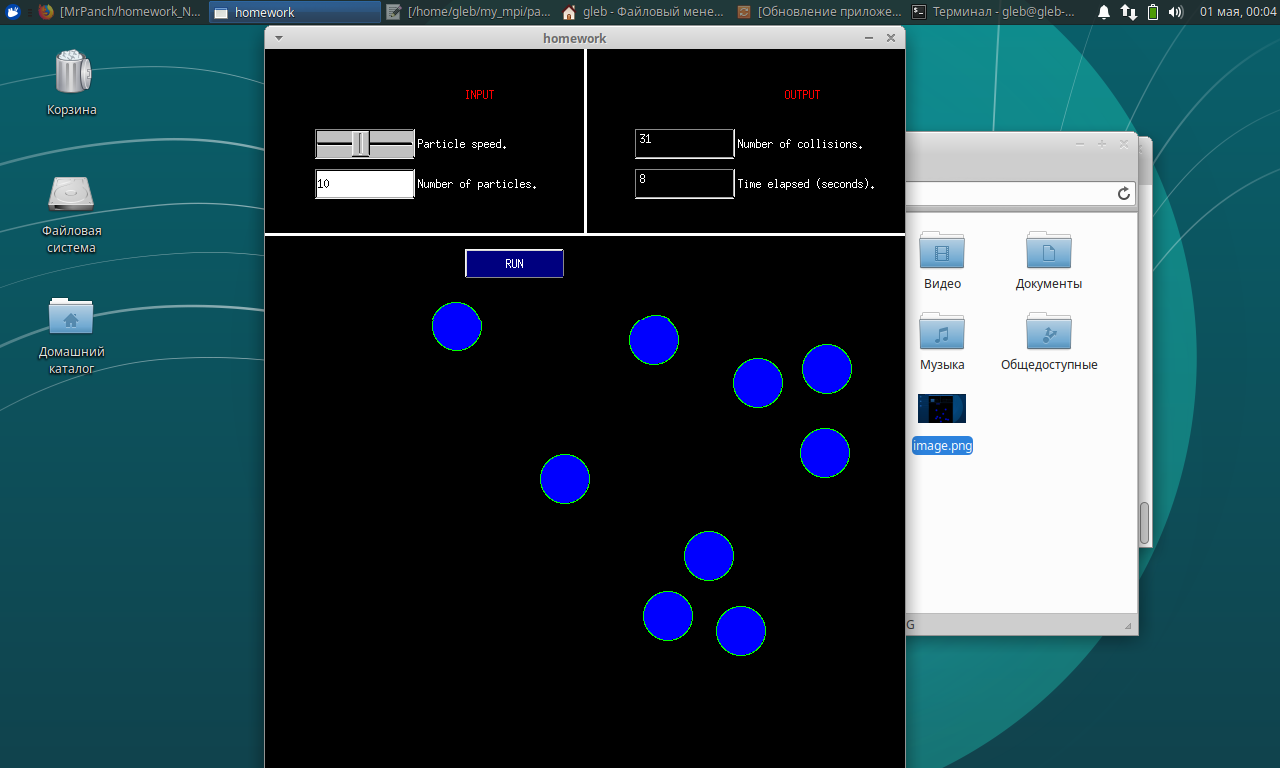 [MrPanch/homework_N...
homework
[/home/gleb/my_mpi/pa...
gleb - Файловый мене...
[Обновление приложе...
Терминал - gleb@gleb-...
01 мая, 00:04
Корзина
Файловая
система
Домашний
каталог
homework
INPUT
OUTPUT
Particle speed.
31
Number of collisions.
10
Number of particles.
8
Time elapsed (seconds).
RUN
Видео
Документы
Музыка
Общедоступные
image.png
G